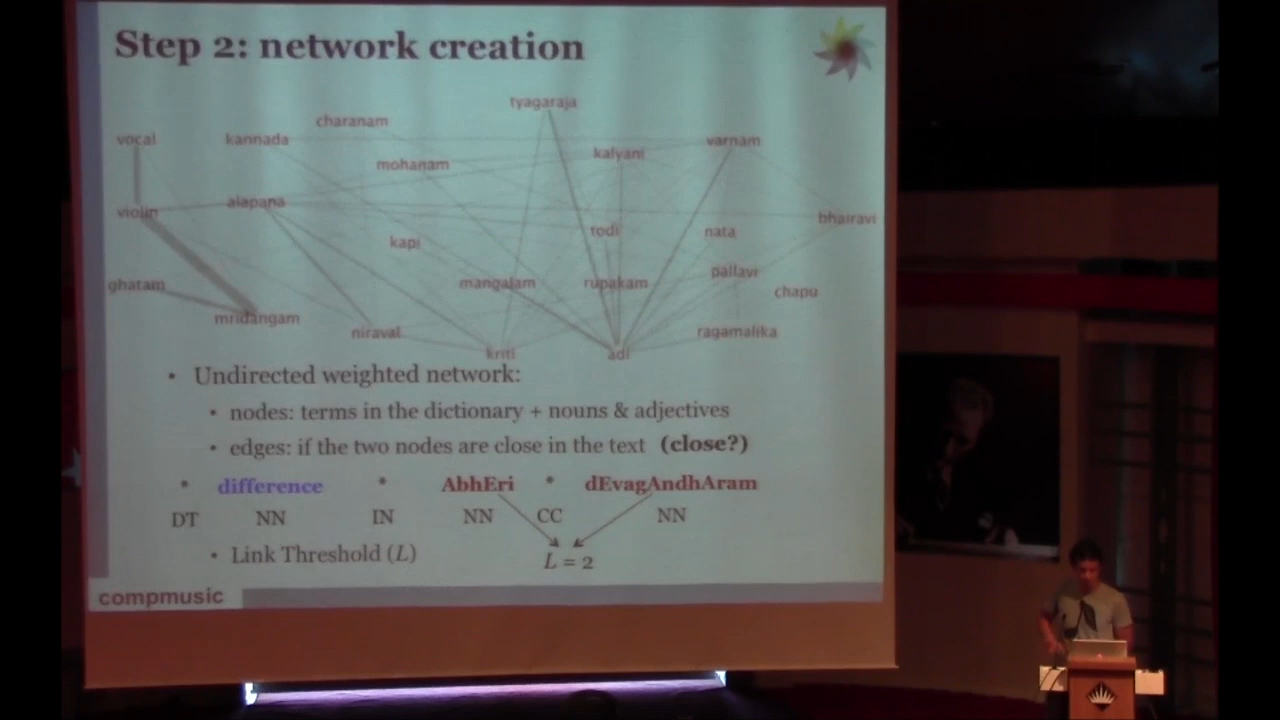 Step 2: network creation
tyagaraja
charanam
vocal kannada kalyani varnam
mohanam
violin alapana bhairavi
kapi todi nata
ghatam mangalam rupakam pallavi
chapu
mridangam niraval ragamalika
kriti adi
• Undirected weighted network:
• nodes: terms in the dictionary + nouns & adjectives
• edges: if the two nodes are close in the text (close?)
* difference * AbhEri * dEvagAndhAram
DT NN IN NN CC NN
• Link Threshold (L) L = 2
compmusic